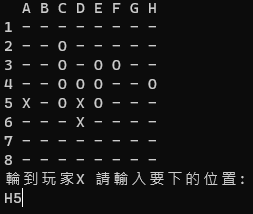 A B C D E F G H
1 - - - - - - - -
2 - - O - - - - -
3 - - O - O O - -
4 - - O O O - - O
5 X - O X O - - -
6 - - - X - - - -
7 - - - - - - - -
8 - - - - - - - -
輪到玩家X 請輸入要下的位置:
H5